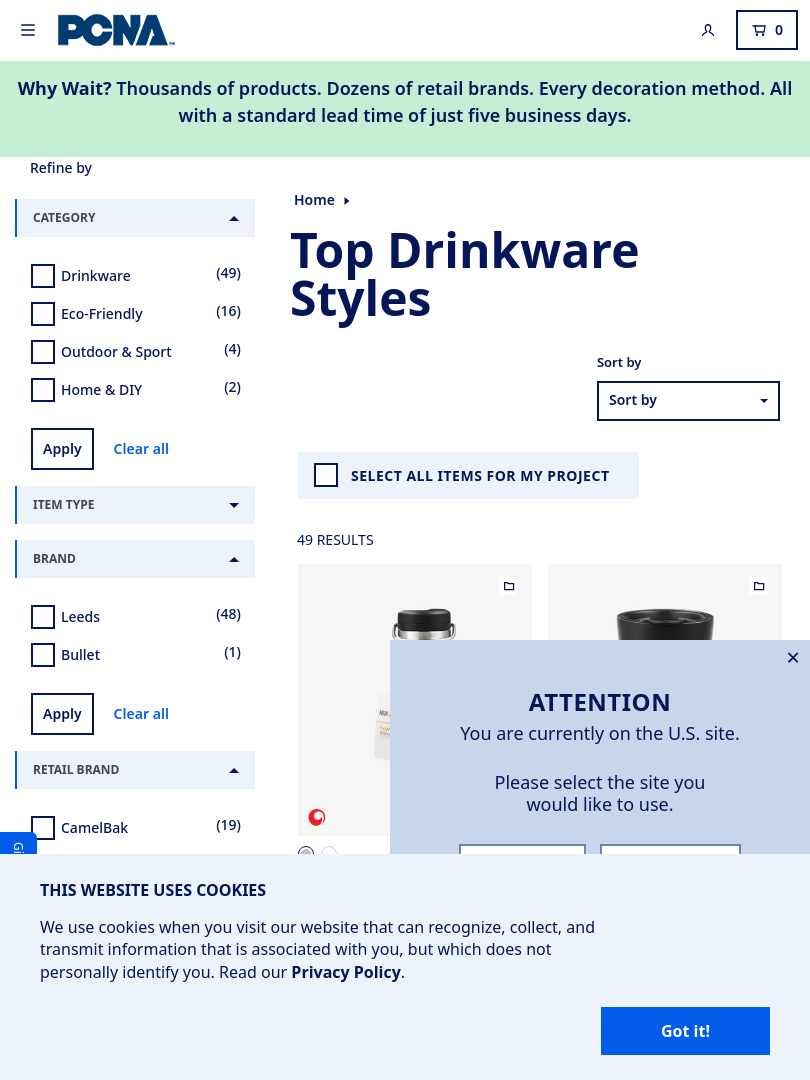 PCNA
0
Why Wait? Thousands of products. Dozens of retail brands. Every decoration method. All
with a standard lead time of just five business days.
Refine by
CATEGORY
Drinkware (49)
Eco-Friendly (16)
Outdoor & Sport (4)
Home & DIY (2)
Apply Clear all
ITEM TYPE
BRAND
Leeds (48)
Bullet (1)
Apply Clear all
RETAIL BRAND
CamelBak (19)
Home
Top Drinkware
Styles
Sort by
Sort by
SELECT ALL ITEMS FOR MY PROJECT
49 RESULTS
ATTENTION
You are currently on the U.S. site.
Please select the site you
would like to use.
THIS WEBSITE USES COOKIES
We use cookies when you visit our website that can recognize, collect, and
transmit information that is associated with you, but which does not
personally identify you. Read our Privacy Policy.
Got it!